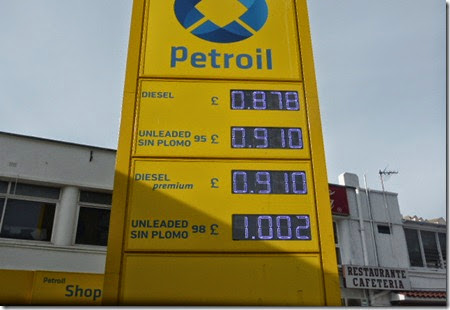 Petroil
DIESEL £ 0.878
UNLEADED
SIN PLOMO 95 £ 0.910
DIESEL
premium £ 0.910
UNLEADED
SIN PLOMO 98 £ 1.002
Petroil
Shop
RESTAURANTE
CAFETERIA